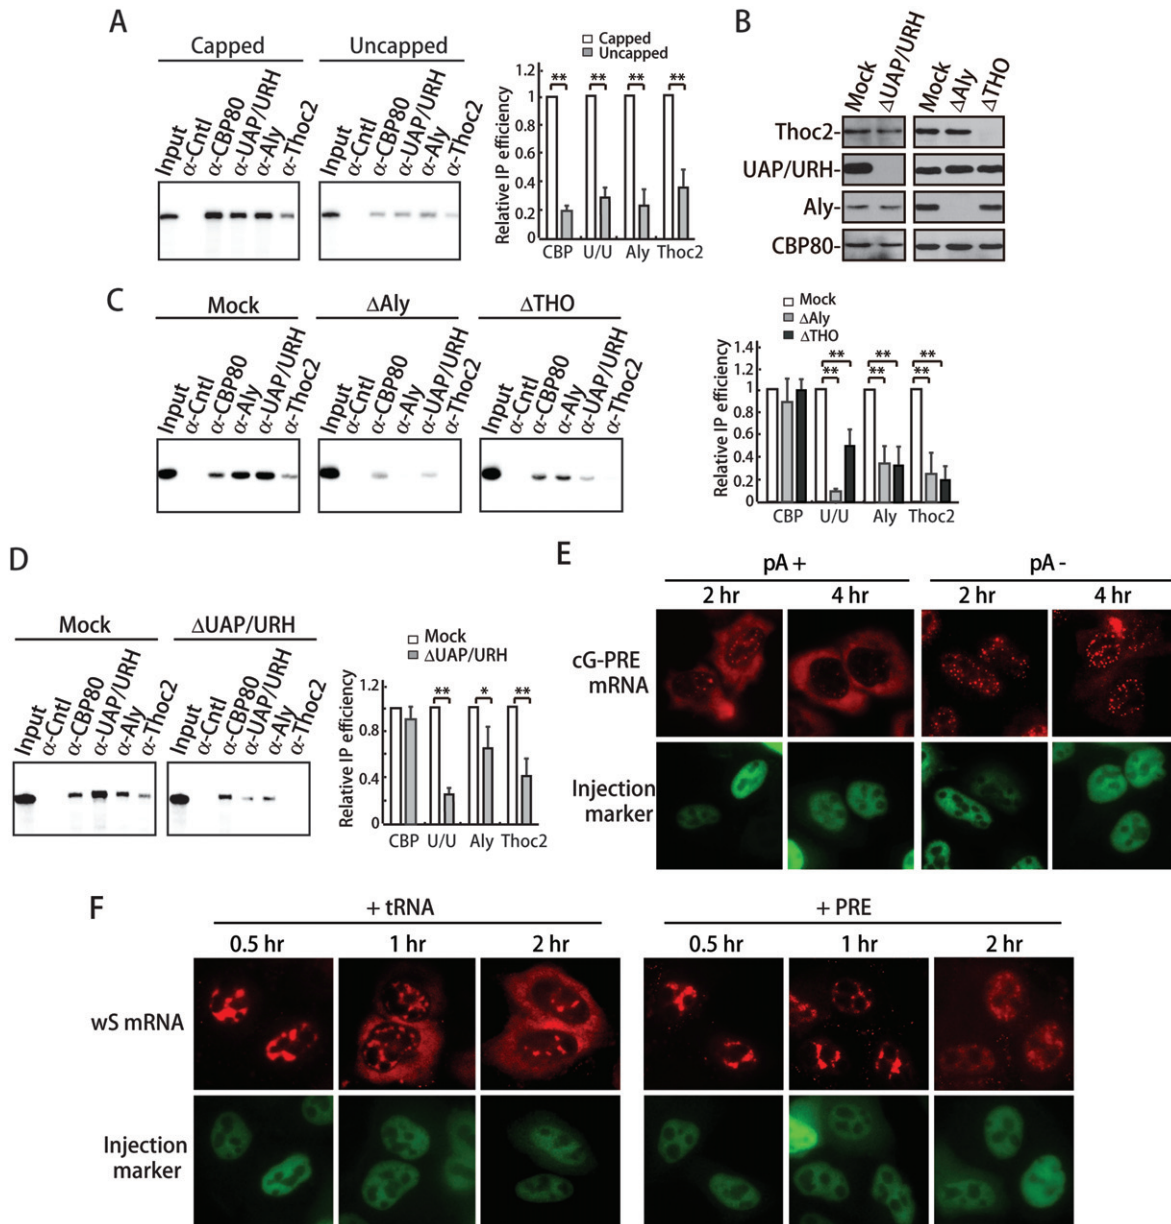 A
Capped
Uncapped
Input
α-Cntl
α-CBP80
α-UAP/URH
α-Aly
α-Thoc2
Input
α-Cntl
α-CBP80
α-UAP/URH
α-Aly
α-Thoc2
Capped
Uncapped
Relative IP efficiency
1.2
1
0.8
0.6
0.4
0.2
0
** ** ** **
CBP U/U Aly Thoc2
B
Mock
ΔUAP/URH
Mock
ΔAly
ΔTHO
Thoc2-
UAP/URH-
Aly-
CBP80-
C
Mock
ΔAly
ΔTHO
Input
α-Cntl
α-CBP80
α-Aly
α-UAP/URH
α-Thoc2
Input
α-Cntl
α-CBP80
α-Aly
α-UAP/URH
α-Thoc2
Input
α-Cntl
α-CBP80
α-Aly
α-UAP/URH
α-Thoc2
Mock
ΔAly
ΔTHO
Relative IP efficiency
1.4
1.2
1
0.8
0.6
0.4
0.2
0
** ** **
** ** **
CBP U/U Aly Thoc2
D
Mock
ΔUAP/URH
Input
α-Cntl
α-CBP80
α-UAP/URH
α-Aly
α-Thoc2
Input
α-Cntl
α-CBP80
α-UAP/URH
α-Aly
α-Thoc2
Mock
ΔUAP/URH
Relative IP efficiency
1.2
0.8
0.4
0
** * **
CBP U/U Aly Thoc2
E
pA + pA -
2 hr 4 hr 2 hr 4 hr
cG-PRE
mRNA
Injection
marker
F
+ tRNA + PRE
0.5 hr 1 hr 2 hr 0.5 hr 1 hr 2 hr
wS mRNA
Injection
marker